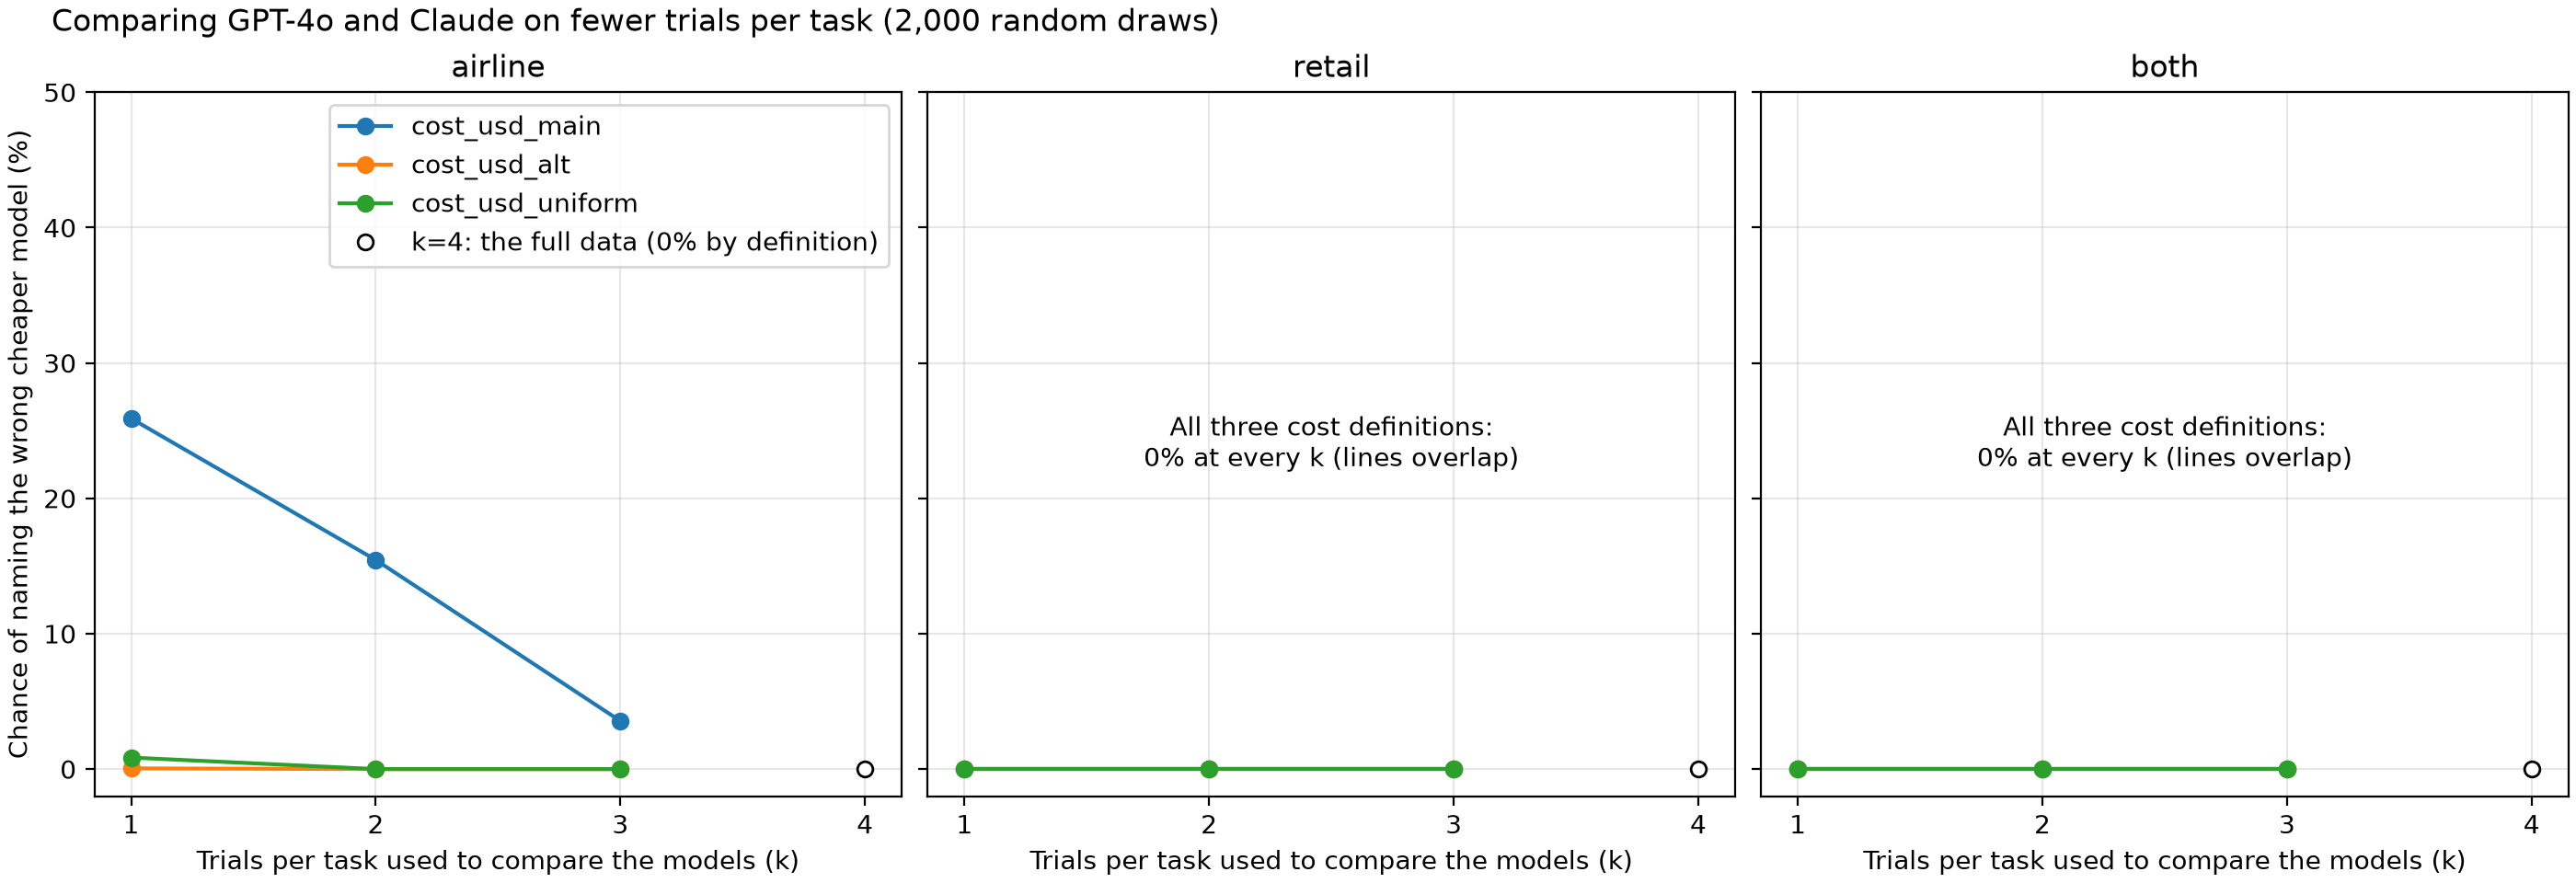 Comparing GPT-4o and Claude on fewer trials per task (2,000 random draws)
airline
retail
both
Chance of naming the wrong cheaper model (%)
50
40
30
20
10
0
cost_usd_main
cost_usd_alt
cost_usd_uniform
k=4: the full data (0% by definition)
1 2 3 4
Trials per task used to compare the models (k)
All three cost definitions:
0% at every k (lines overlap)
1 2 3 4
Trials per task used to compare the models (k)
All three cost definitions:
0% at every k (lines overlap)
1 2 3 4
Trials per task used to compare the models (k)